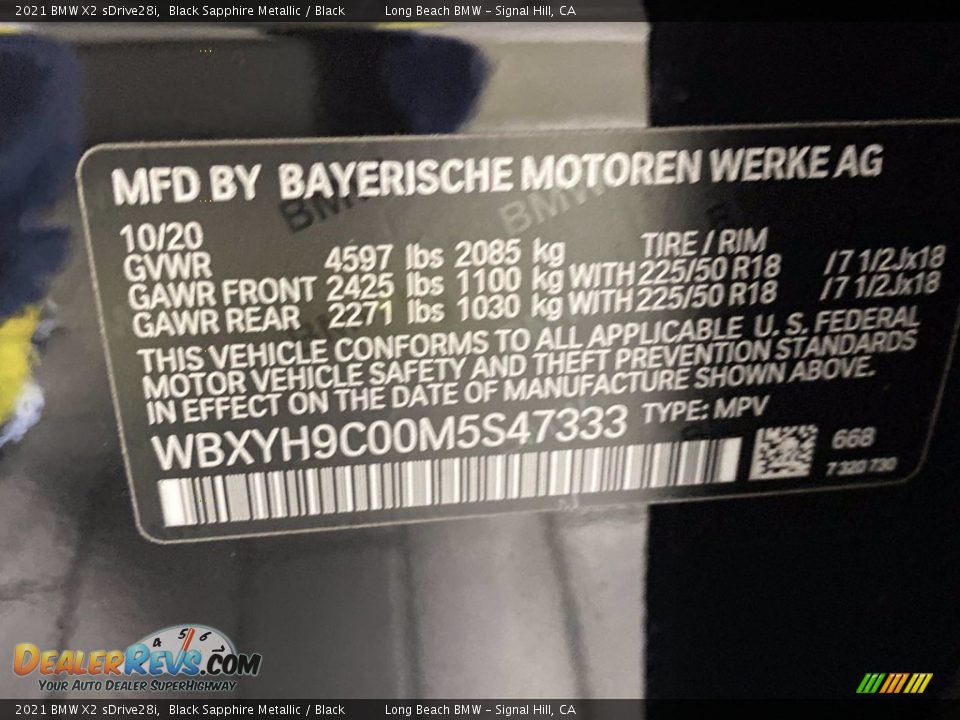 2021 BMW X2 sDrive28i, Black Sapphire Metallic / Black Long Beach BMW - Signal Hill, CA
MFD BY BAYERISCHE MOTOREN WERKE AG
10/20 TIRE / RIM
GVWR 4597 lbs 2085 kg
GAWR FRONT 2425 lbs 1100 kg WITH 225/50 R18 /7 1/2Jx18
GAWR REAR 2271 lbs 1030 kg WITH 225/50 R18 /7 1/2Jx18
THIS VEHICLE CONFORMS TO ALL APPLICABLE U. S. FEDERAL
MOTOR VEHICLE SAFETY AND THEFT PREVENTION STANDARDS
IN EFFECT ON THE DATE OF MANUFACTURE SHOWN ABOVE.
WBXYH9C00M5S47333 TYPE: MPV
668
7 320 730
4 5 6
DEALERREVS.COM
YOUR AUTO DEALER SUPERHIGHWAY
2021 BMW X2 sDrive28i, Black Sapphire Metallic / Black Long Beach BMW - Signal Hill, CA